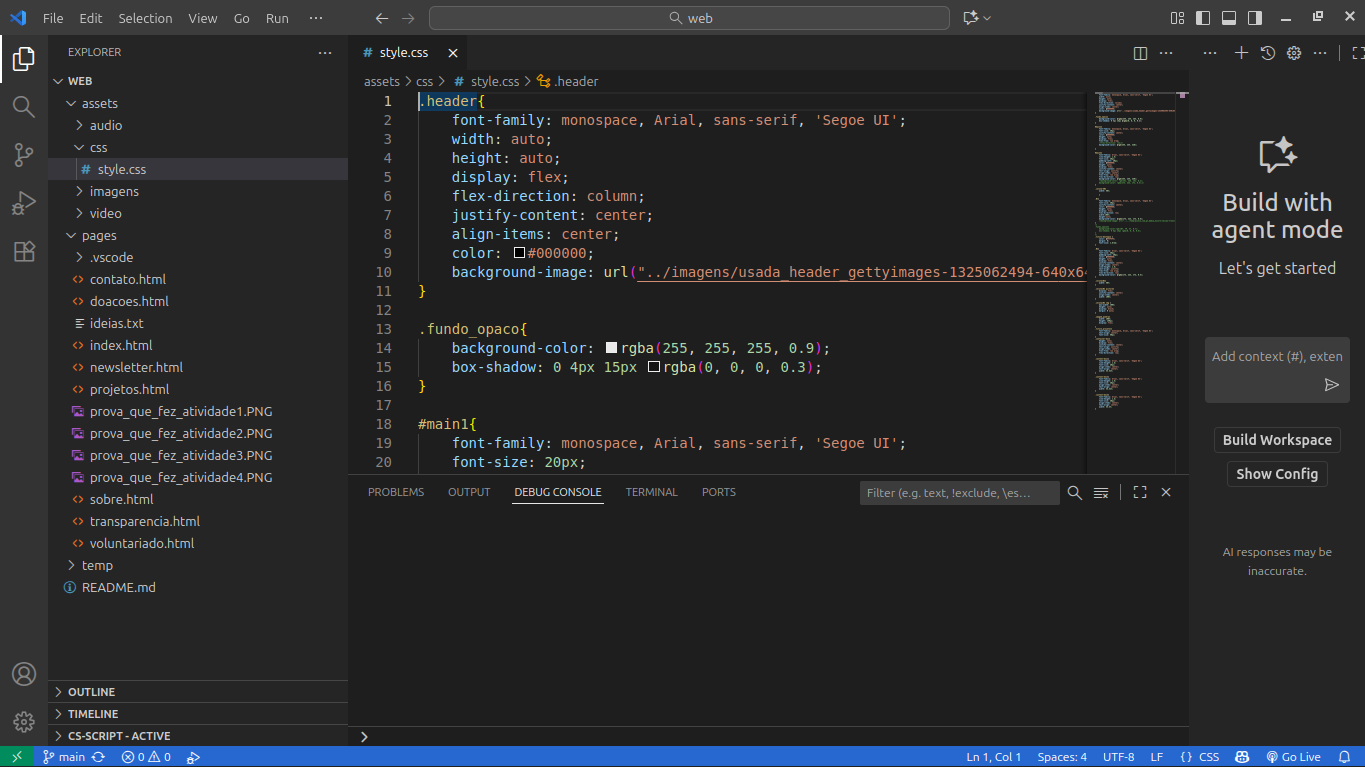 File Edit Selection View Go Run ··· web
EXPLORER ···
WEB
assets
audio
css
# style.css
imagens
video
pages
.vscode
contato.html
doacoes.html
ideias.txt
index.html
newsletter.html
projetos.html
prova_que_fez_atividade1.PNG
prova_que_fez_atividade2.PNG
prova_que_fez_atividade3.PNG
prova_que_fez_atividade4.PNG
sobre.html
transparencia.html
voluntariado.html
temp
README.md
OUTLINE
TIMELINE
CS-SCRIPT - ACTIVE
# style.css
assets > css > # style.css > .header
1 .header{
2 font-family: monospace, Arial, sans-serif, 'Segoe UI';
3 width: auto;
4 height: auto;
5 display: flex;
6 flex-direction: column;
7 justify-content: center;
8 align-items: center;
9 color: #000000;
10 background-image: url("../imagens/usada_header_gettyimages-1325062494-640x64
11 }
12
13 .fundo_opaco{
14 background-color: rgba(255, 255, 255, 0.9);
15 box-shadow: 0 4px 15px rgba(0, 0, 0, 0.3);
16 }
17
18 #main1{
19 font-family: monospace, Arial, sans-serif, 'Segoe UI';
20 font-size: 20px;
PROBLEMS OUTPUT DEBUG CONSOLE TERMINAL PORTS
Filter (e.g. text, !exclude, \es...
Build with
agent mode
Let's get started
Add context (#), exten
Build Workspace
Show Config
AI responses may be
inaccurate.
main 0 0
Ln 1, Col 1 Spaces: 4 UTF-8 LF {} CSS Go Live